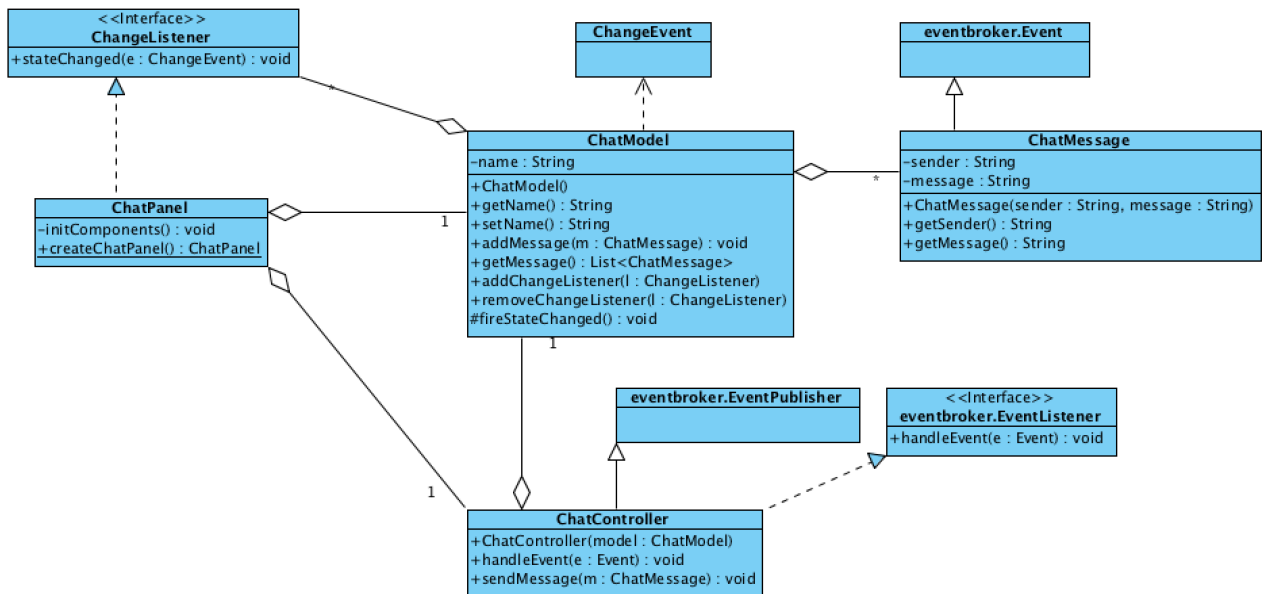 <<Interface>>
ChangeListener
+stateChanged(e : ChangeEvent) : void
ChangeEvent
eventbroker.Event
*
ChatModel
-name : String
+ChatModel()
+getName() : String
+setName() : String
+addMessage(m : ChatMessage) : void
+getMessage() : List<ChatMessage>
+addChangeListener(l : ChangeListener)
+removeChangeListener(l : ChangeListener)
#fireStateChanged() : void
*
ChatMessage
-sender : String
-message : String
+ChatMessage(sender : String, message : String)
+getSender() : String
+getMessage() : String
ChatPanel
-initComponents() : void
+createChatPanel() : ChatPanel
1
1
eventbroker.EventPublisher
<<Interface>>
eventbroker.EventListener
+handleEvent(e : Event) : void
1
ChatController
+ChatController(model : ChatModel)
+handleEvent(e : Event) : void
+sendMessage(m : ChatMessage) : void